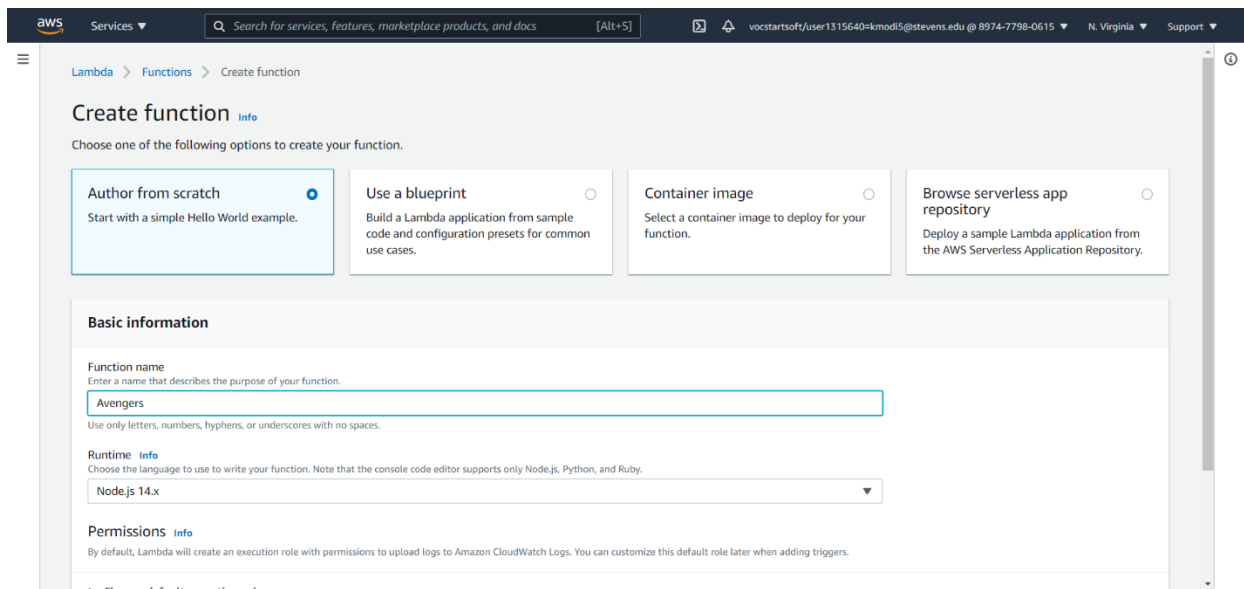 aws Services ▼ Search for services, features, marketplace products, and docs [Alt+S] vocstartsoft/user1315640=kmodi5@stevens.edu @ 8974-7798-0615 ▼ N. Virginia ▼ Support ▼
Lambda > Functions > Create function
Create function Info
Choose one of the following options to create your function.
Author from scratch
Start with a simple Hello World example.
Use a blueprint
Build a Lambda application from sample
code and configuration presets for common
use cases.
Container image
Select a container image to deploy for your
function.
Browse serverless app
repository
Deploy a sample Lambda application from
the AWS Serverless Application Repository.
Basic information
Function name
Enter a name that describes the purpose of your function.
Avengers
Use only letters, numbers, hyphens, or underscores with no spaces.
Runtime Info
Choose the language to use to write your function. Note that the console code editor supports only Node.js, Python, and Ruby.
Node.js 14.x
Permissions Info
By default, Lambda will create an execution role with permissions to upload logs to Amazon CloudWatch Logs. You can customize this default role later when adding triggers.